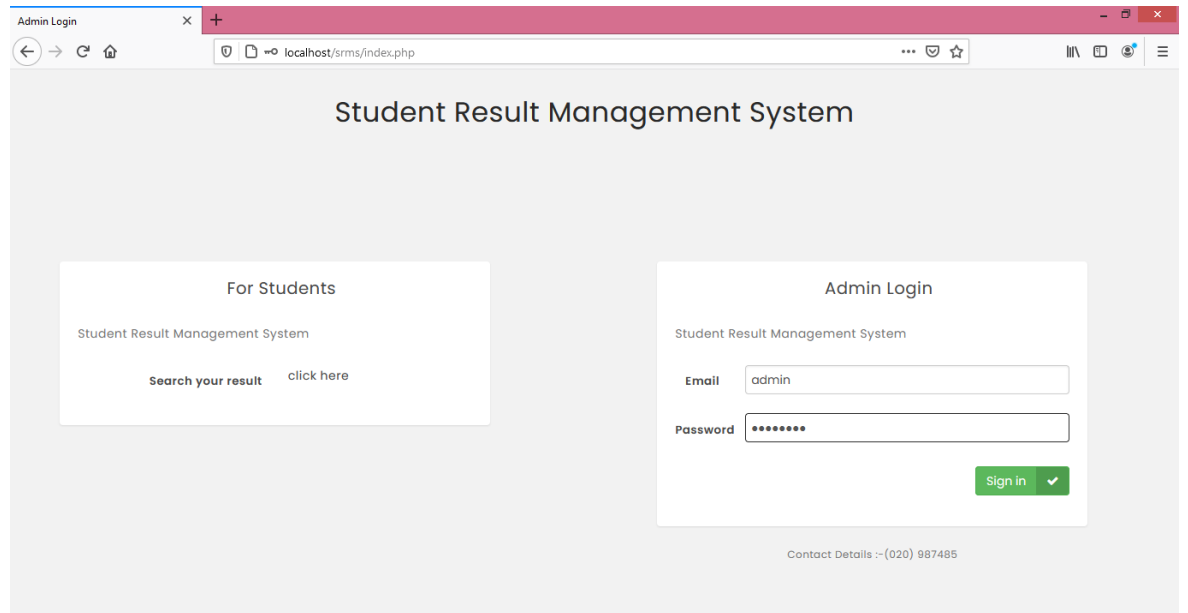 Admin Login
localhost/srms/index.php
Student Result Management System
For Students
Student Result Management System
Search your result click here
Admin Login
Student Result Management System
Email admin
Password ••••••••
Sign in
Contact Details :-(020) 987485